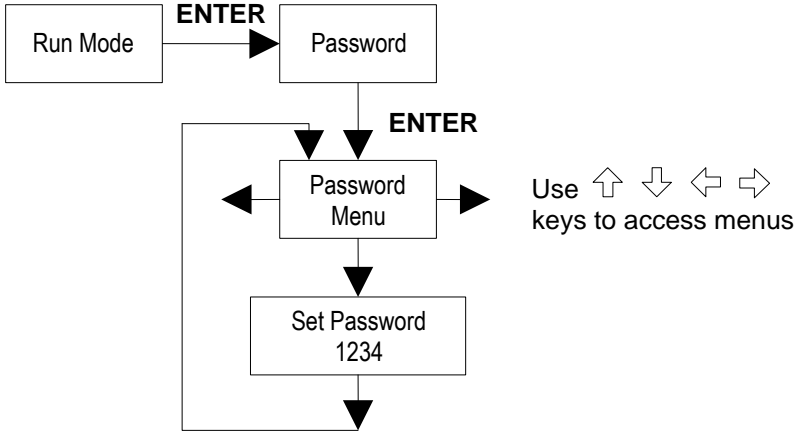 ENTER
Run Mode
Password
ENTER
Password
Menu
Use
keys to access menus
Set Password
1234